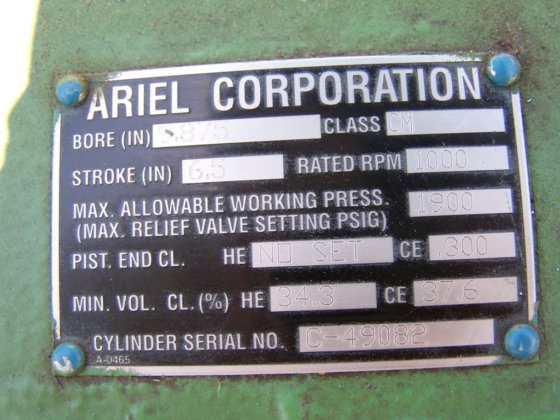 ARIEL CORPORATION
BORE (IN) 5.875 CLASS CM
STROKE (IN) 6.5 RATED RPM 1000
MAX. ALLOWABLE WORKING PRESS. 1900
(MAX. RELIEF VALVE SETTING PSIG)
PIST. END CL. HE NO SET CE .300
MIN. VOL. CL.(%) HE 34.3 CE 37.6
CYLINDER SERIAL NO. C-49082
A-0465